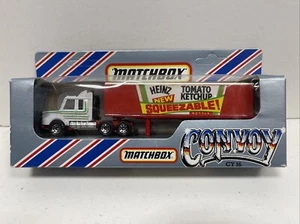 MATCHBOX
HEINZ
NEW
TOMATO
KETCHUP
SQUEEZABLE!
MATCHBOX
CONVOY
CY16